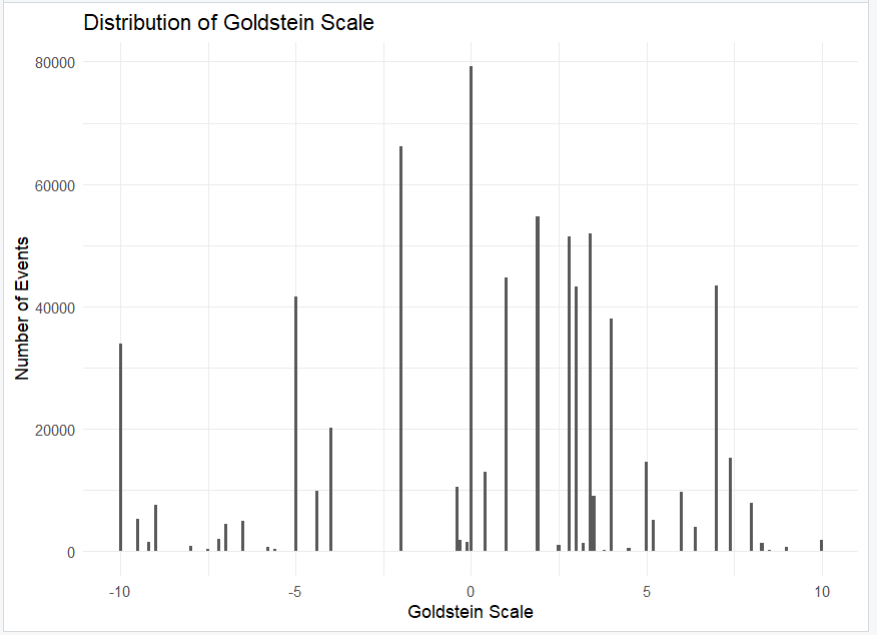 Distribution of Goldstein Scale
80000
60000
40000
20000
0
Number of Events
-10 -5 0 5 10
Goldstein Scale